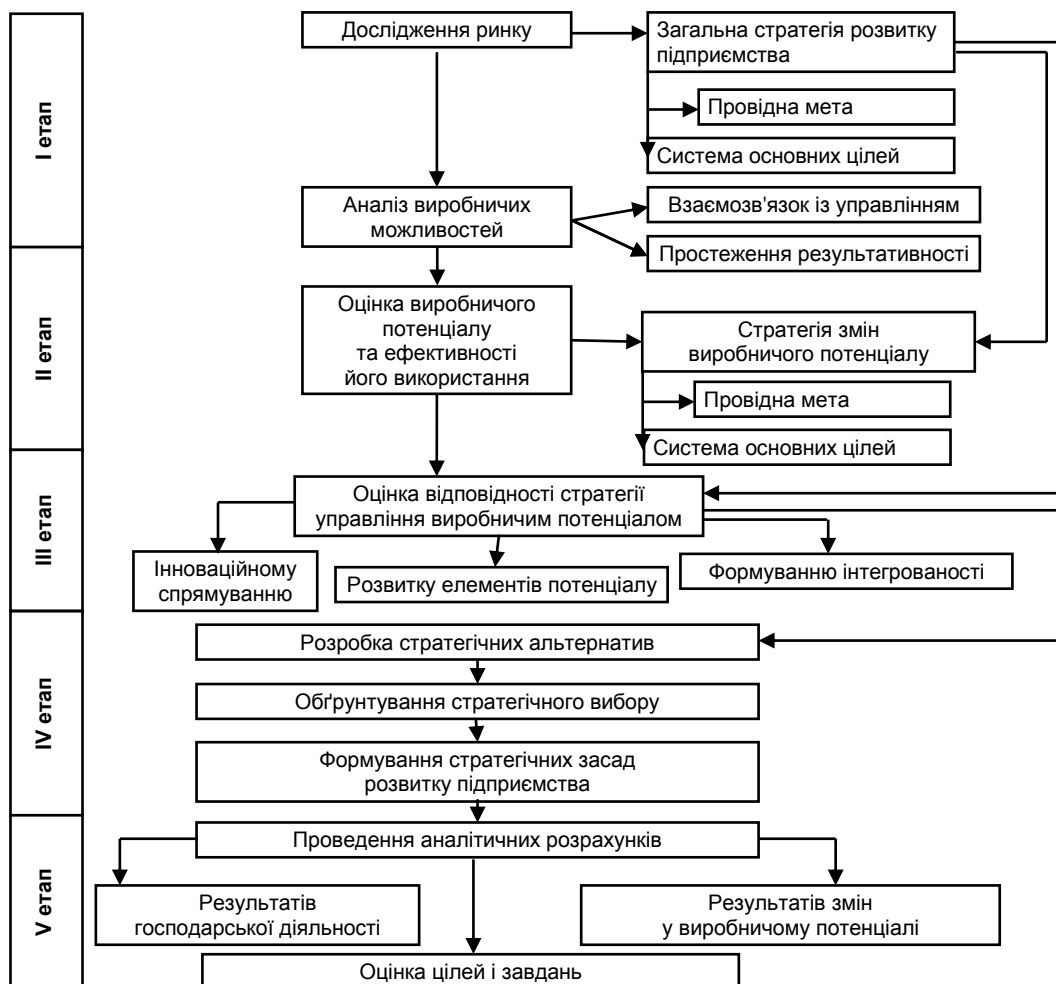 I етап
Дослідження ринку
Загальна стратегія розвитку
підприємства
Провідна мета
Система основних цілей
Аналіз виробничих
можливостей
Взаємозв'язок із управлінням
Простеження результативності
II етап
Оцінка виробничого
потенціалу
та ефективності
його використання
Стратегія змін
виробничого потенціалу
Провідна мета
Система основних цілей
III етап
Оцінка відповідності стратегії
управління виробничим потенціалом
Інноваційному
спрямуванню
Розвитку елементів потенціалу
Формуванню інтегрованості
IV етап
Розробка стратегічних альтернатив
Обґрунтування стратегічного вибору
Формування стратегічних засад
розвитку підприємства
V етап
Проведення аналітичних розрахунків
Результатів
господарської діяльності
Результатів змін
у виробничому потенціалі
Оцінка цілей і завдань